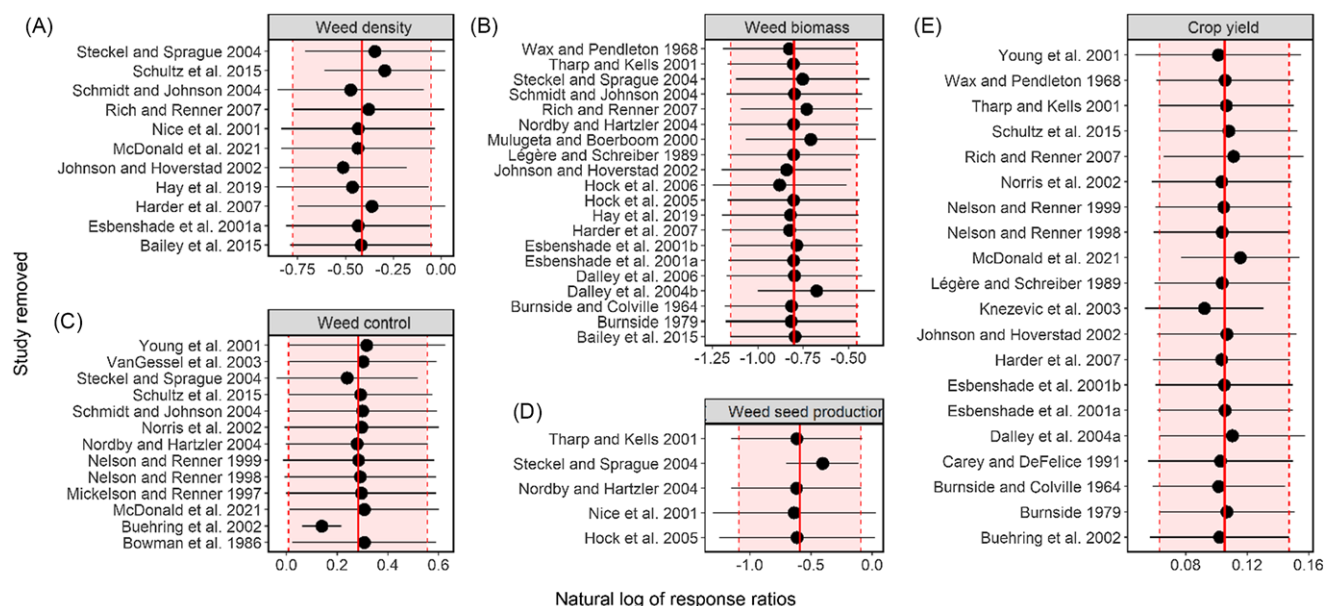 (A)
Weed density
Steckel and Sprague 2004
Schultz et al. 2015
Schmidt and Johnson 2004
Rich and Renner 2007
Nice et al. 2001
McDonald et al. 2021
Johnson and Hoverstad 2002
Hay et al. 2019
Harder et al. 2007
Esbenshade et al. 2001a
Bailey et al. 2015
-0.75 -0.50 -0.25 0.00
(B)
Weed biomass
Wax and Pendleton 1968
Tharp and Kells 2001
Steckel and Sprague 2004
Schmidt and Johnson 2004
Rich and Renner 2007
Nordby and Hartzler 2004
Mulugeta and Boerboom 2000
Légère and Schreiber 1989
Johnson and Hoverstad 2002
Hock et al. 2006
Hock et al. 2005
Hay et al. 2019
Harder et al. 2007
Esbenshade et al. 2001b
Esbenshade et al. 2001a
Dalley et al. 2006
Dalley et al. 2004b
Burnside and Colville 1964
Burnside 1979
Bailey et al. 2015
-1.25 -1.00 -0.75 -0.50
(C)
Weed control
Young et al. 2001
VanGessel et al. 2003
Steckel and Sprague 2004
Schultz et al. 2015
Schmidt and Johnson 2004
Norris et al. 2002
Nordby and Hartzler 2004
Nelson and Renner 1999
Nelson and Renner 1998
Mickelson and Renner 1997
McDonald et al. 2021
Buehring et al. 2002
Bowman et al. 1986
0.0 0.2 0.4 0.6
(D)
Weed seed production
Tharp and Kells 2001
Steckel and Sprague 2004
Nordby and Hartzler 2004
Nice et al. 2001
Hock et al. 2005
-1.0 -0.5 0.0
(E)
Crop yield
Young et al. 2001
Wax and Pendleton 1968
Tharp and Kells 2001
Schultz et al. 2015
Rich and Renner 2007
Norris et al. 2002
Nelson and Renner 1999
Nelson and Renner 1998
McDonald et al. 2021
Légère and Schreiber 1989
Knezevic et al. 2003
Johnson and Hoverstad 2002
Harder et al. 2007
Esbenshade et al. 2001b
Esbenshade et al. 2001a
Dalley et al. 2004a
Carey and DeFelice 1991
Burnside and Colville 1964
Burnside 1979
Buehring et al. 2002
0.08 0.12 0.16
Study removed
Natural log of response ratios